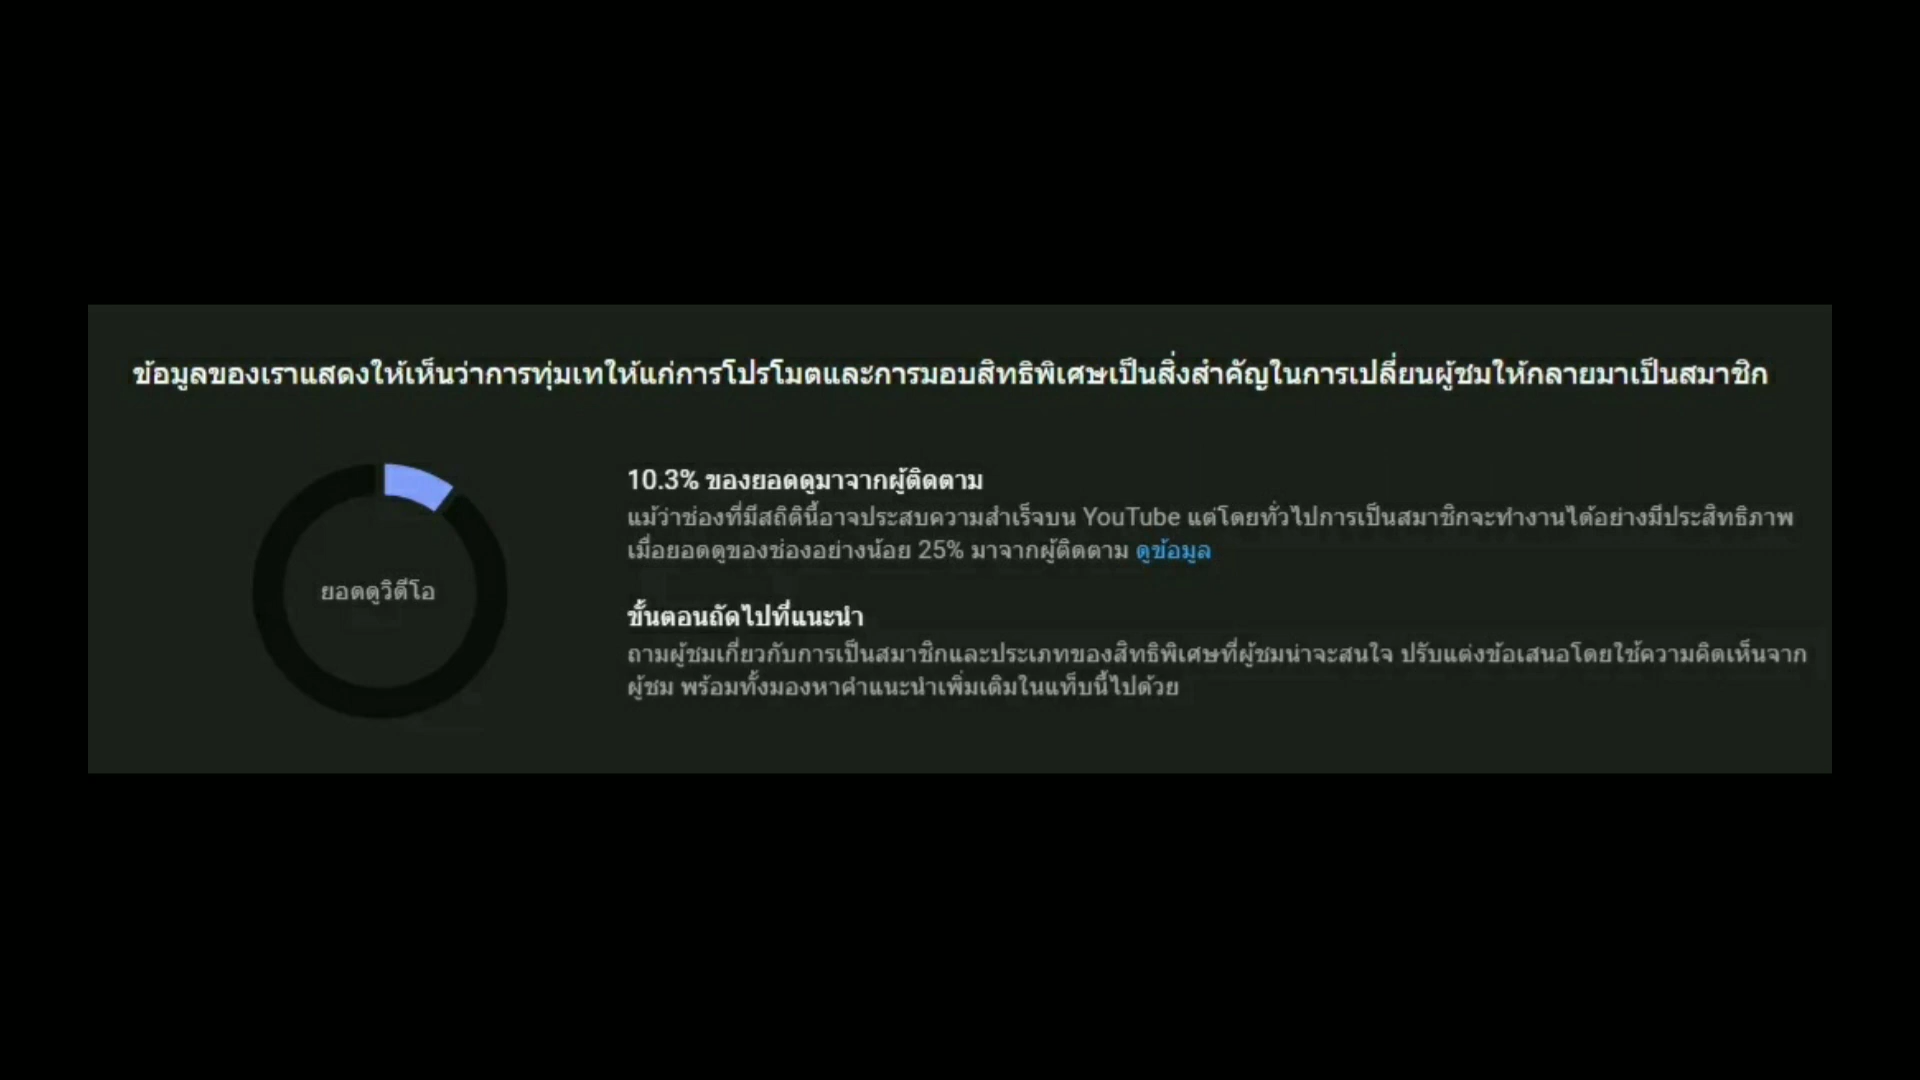 ข้อมูลของเราแสดงให้เห็นว่าการทุ่มเทให้แก่การโปรโมตและการมอบสิทธิพิเศษเป็นสิ่งสำคัญในการเปลี่ยนผู้ชมให้กลายมาเป็นสมาชิก
ยอดดูวิดีโอ
10.3% ของยอดดูมาจากผู้ติดตาม
แม้ว่าช่องที่มีสถิตินี้อาจประสบความสำเร็จบน YouTube แต่โดยทั่วไปการเป็นสมาชิกจะทำงานได้อย่างมีประสิทธิภาพ
เมื่อยอดดูของช่องอย่างน้อย 25% มาจากผู้ติดตาม ดูข้อมูล
ขั้นตอนถัดไปที่แนะนำ
ถามผู้ชมเกี่ยวกับการเป็นสมาชิกและประเภทของสิทธิพิเศษที่ผู้ชมน่าจะสนใจ ปรับแต่งข้อเสนอโดยใช้ความคิดเห็นจาก
ผู้ชม พร้อมทั้งมองหาคำแนะนำเพิ่มเติมในแท็บนี้ไปด้วย